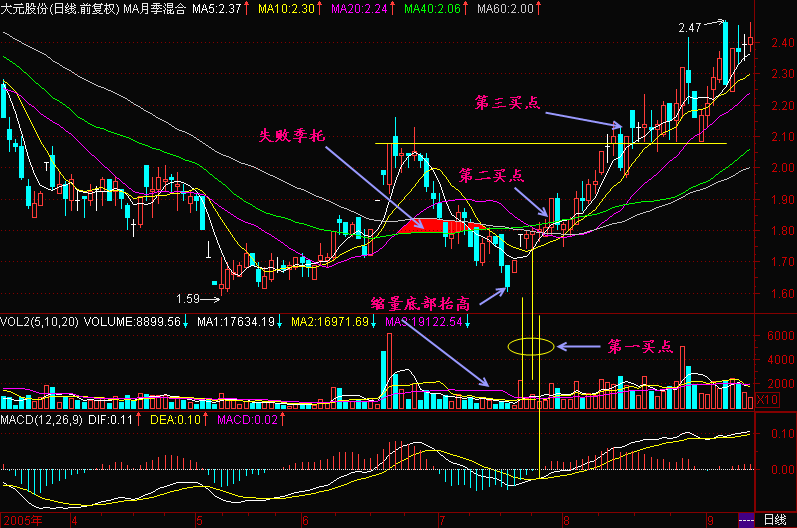 大元股份(日线.前复权) MA月季混合 MA5:2.37↑ MA10:2.30↑ MA20:2.24↑ MA40:2.06↑ MA60:2.00↑
2.47
2.40
2.30
第三买点
2.20
失败季托
2.10
第二买点
2.00
1.90
1.80
1.70
1.59
缩量底部抬高
1.60
VOL2(5,10,20) VOLUME:8899.56↓ MA1:17634.19↓ MA2:16971.69↓ MA3:19122.54↓
6000
第一买点
4000
2000
X10
MACD(12,26,9) DIF:0.11↑ DEA:0.10↑ MACD:0.02↑
0.10
0.00
2005年 4 5 6 7 8 9 日线